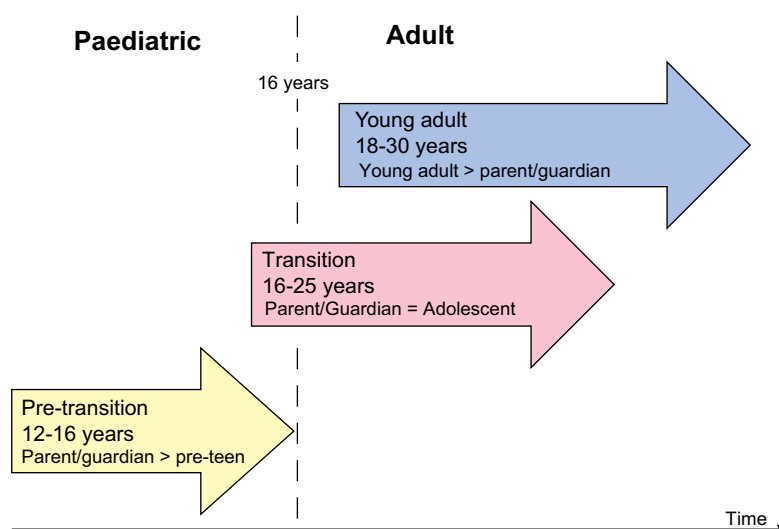 Paediatric
Adult
16 years
Young adult
18-30 years
Young adult > parent/guardian
Transition
16-25 years
Parent/Guardian = Adolescent
Pre-transition
12-16 years
Parent/guardian > pre-teen
Time